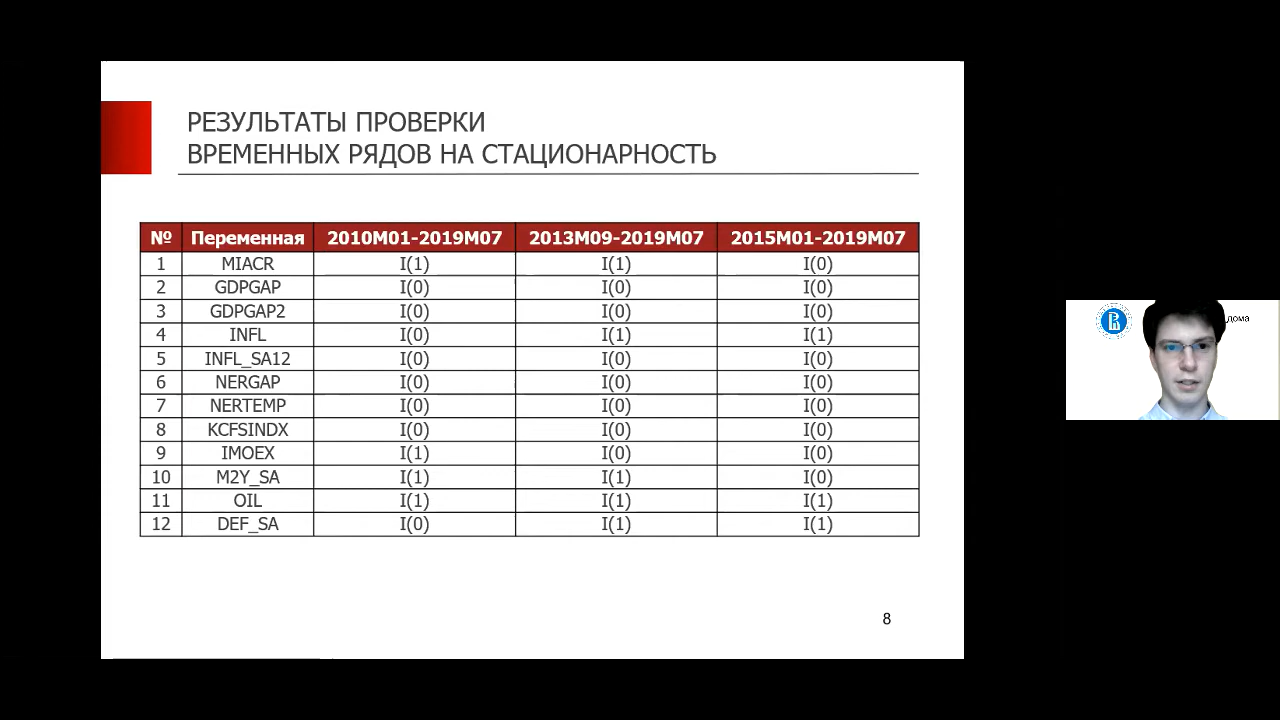 РЕЗУЛЬТАТЫ ПРОВЕРКИ
ВРЕМЕННЫХ РЯДОВ НА СТАЦИОНАРНОСТЬ
№ Переменная 2010M01-2019M07 2013M09-2019M07 2015M01-2019M07
1 MIACR I(1) I(1) I(0)
2 GDPGAP I(0) I(0) I(0)
3 GDPGAP2 I(0) I(0) I(0)
4 INFL I(0) I(1) I(1)
5 INFL_SA12 I(0) I(0) I(0)
6 NERGAP I(0) I(0) I(0)
7 NERTEMP I(0) I(0) I(0)
8 KCFSINDX I(0) I(0) I(0)
9 IMOEX I(1) I(0) I(0)
10 M2Y_SA I(1) I(1) I(0)
11 OIL I(1) I(1) I(1)
12 DEF_SA I(0) I(1) I(1)
8
дома